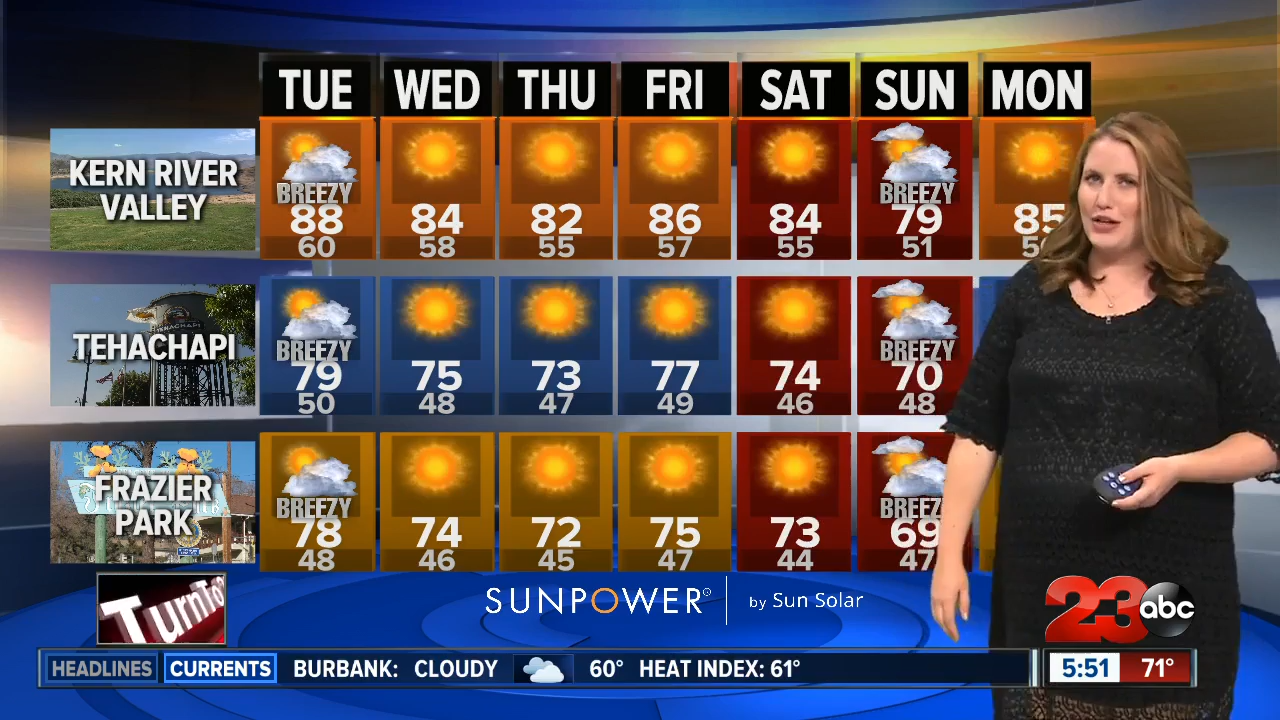 TUE WED THU FRI SAT SUN MON
KERN RIVER
VALLEY
BREEZY BREEZY
88 84 82 86 84 79 85
60 58 55 57 55 51
TEHACHAPI
BREEZY BREEZY
79 75 73 77 74 70
50 48 47 49 46 48
FRAZIER
PARK
BREEZY BREEZY
78 74 72 75 73 69
48 46 45 47 44 47
TurnTo
SUNPOWER by Sun Solar
23 abc
HEADLINES CURRENTS BURBANK: CLOUDY 60° HEAT INDEX: 61° 5:51 71°